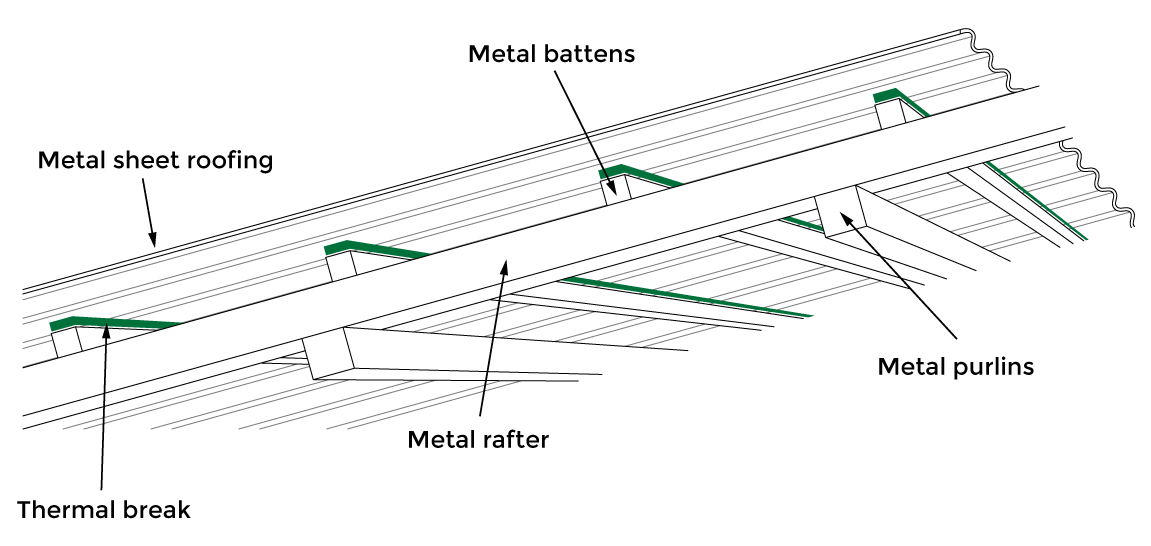 Metal battens
Metal sheet roofing
Metal purlins
Metal rafter
Thermal break